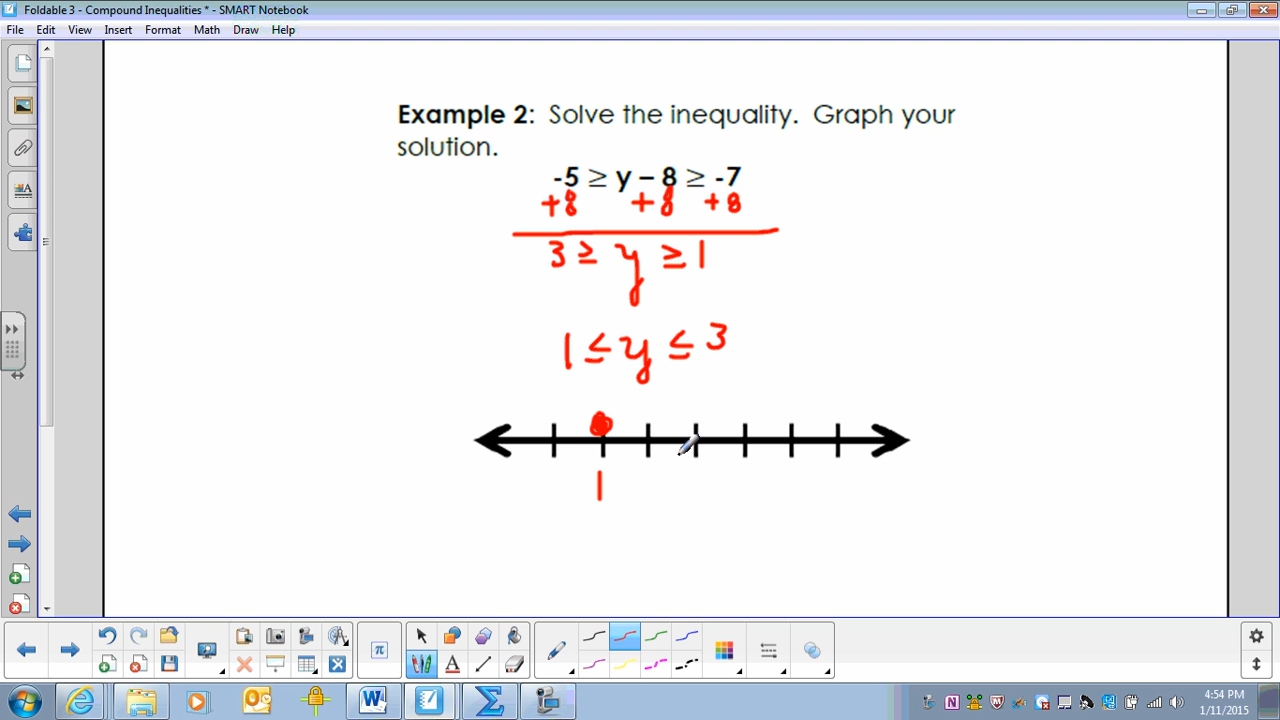 Foldable 3 - Compound Inequalities * - SMART Notebook
File Edit View Insert Format Math Draw Help
Example 2: Solve the inequality. Graph your
solution.
-5 ≥ y – 8 ≥ -7
+8 +8 +8
3 ≥ y ≥ 1
1 ≤ y ≤ 3
1
4:54 PM
1/11/2015